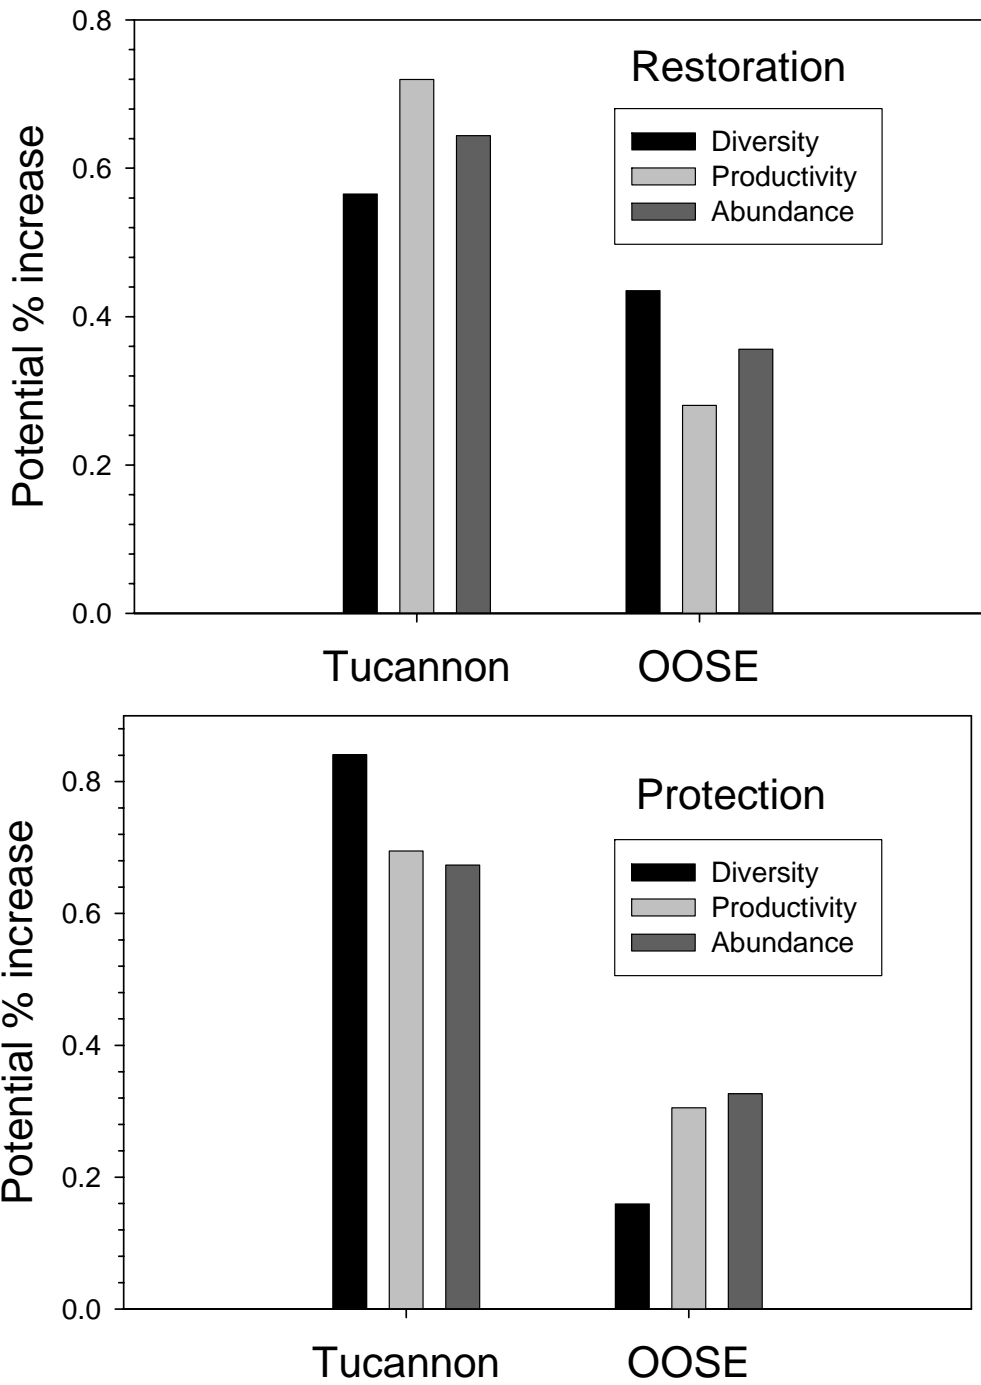 Potential % increase
0.8
0.6
0.4
0.2
0.0
Restoration
Diversity
Productivity
Abundance
Tucannon
OOSE
Potential % increase
0.8
0.6
0.4
0.2
0.0
Protection
Diversity
Productivity
Abundance
Tucannon
OOSE